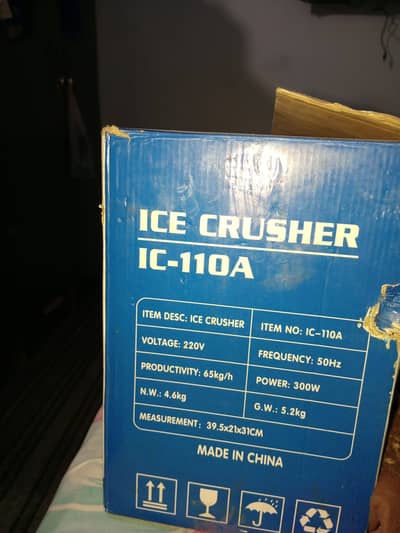 ICE CRUSHER
IC-110A
ITEM DESC: ICE CRUSHER ITEM NO: IC-110A
VOLTAGE: 220V FREQUENCY: 50Hz
PRODUCTIVITY: 65kg/h POWER: 300W
N.W.: 4.6kg G.W.: 5.2kg
MEASUREMENT: 39.5x21x31CM
MADE IN CHINA